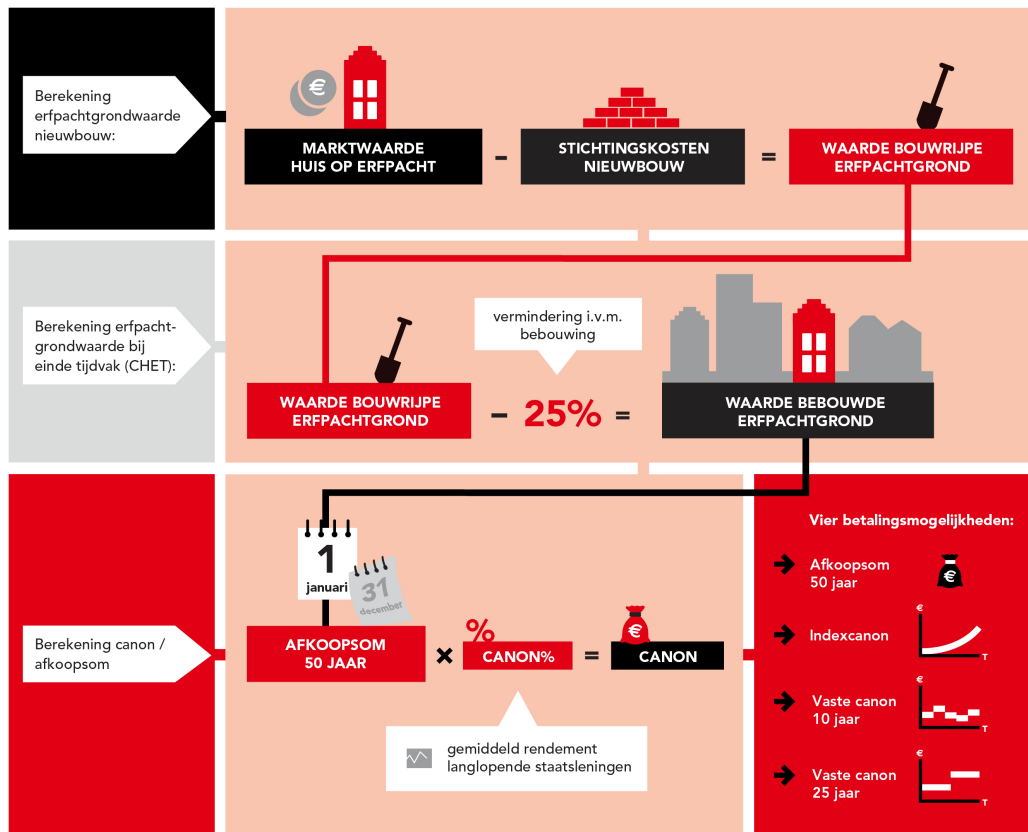 Berekening
erfpachtgrondwaarde
nieuwbouw:
€
MARKTWAARDE
HUIS OP ERFPACHT
-
STICHTINGSKOSTEN
NIEUWBOUW
=
WAARDE BOUWRIJPE
ERFPACHTGROND
Berekening erfpacht-
grondwaarde bij
einde tijdvak (CHET):
WAARDE BOUWRIJPE
ERFPACHTGROND
vermindering i.v.m.
bebouwing
- 25% =
WAARDE BEBOUWDE
ERFPACHTGROND
Berekening canon /
afkoopsom
1
januari
31
december
AFKOOPSOM
50 JAAR
×
%
CANON%
=
€
CANON
gemiddeld rendement
langlopende staatsleningen
Vier betalingsmogelijkheden:
Afkoopsom
50 jaar
€
Indexcanon
€
T
Vaste canon
10 jaar
€
T
Vaste canon
25 jaar
€
T